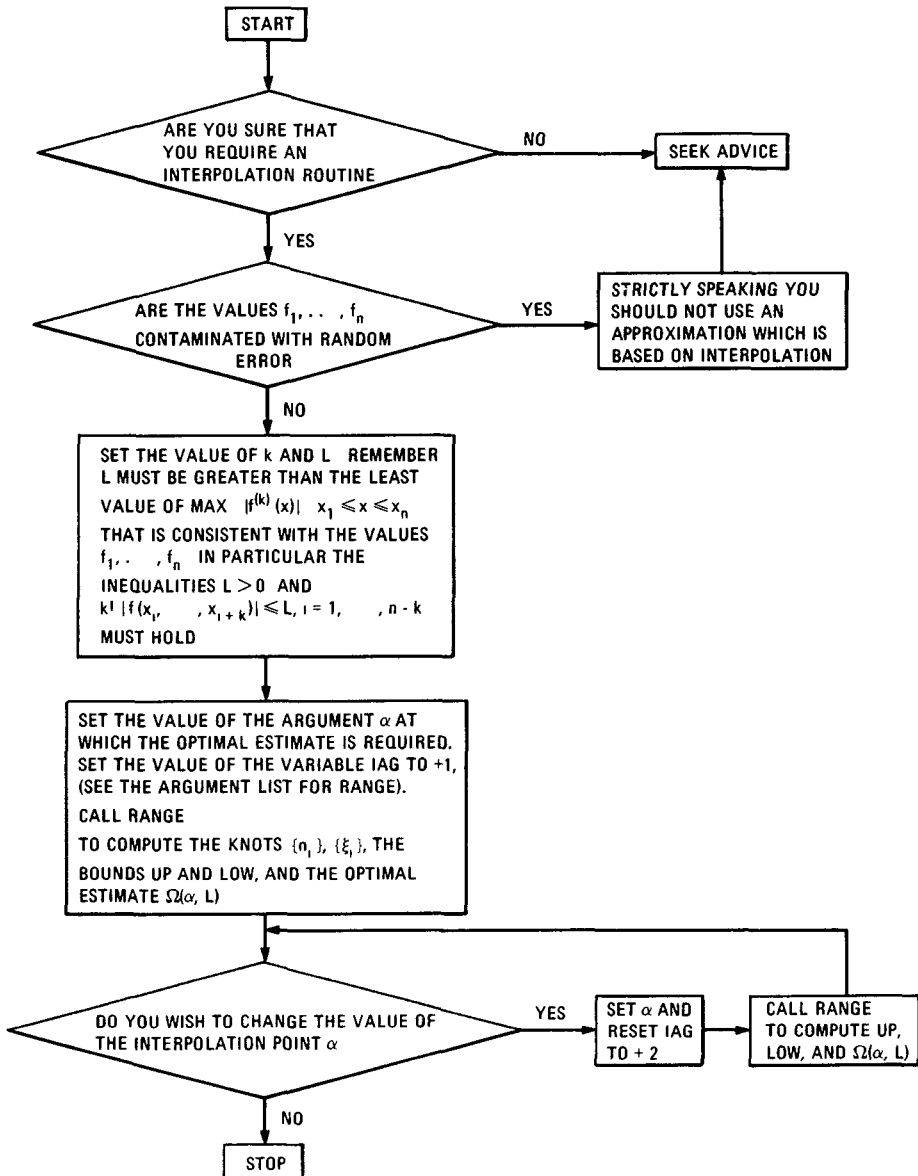 START
ARE YOU SURE THAT
YOU REQUIRE AN
INTERPOLATION ROUTINE
NO
SEEK ADVICE
YES
ARE THE VALUES f₁,. . , fₙ
CONTAMINATED WITH RANDOM
ERROR
YES
STRICTLY SPEAKING YOU
SHOULD NOT USE AN
APPROXIMATION WHICH IS
BASED ON INTERPOLATION
NO
SET THE VALUE OF k AND L REMEMBER
L MUST BE GREATER THAN THE LEAST
VALUE OF MAX |f⁽ᵏ⁾ (x)| x₁ ⩽ x ⩽ xₙ
THAT IS CONSISTENT WITH THE VALUES
f₁,. , fₙ IN PARTICULAR THE
INEQUALITIES L > 0 AND
k! |f(xᵢ, , xᵢ₊ₖ)| ⩽ L, ı = 1, , n - k
MUST HOLD
SET THE VALUE OF THE ARGUMENT α AT
WHICH THE OPTIMAL ESTIMATE IS REQUIRED.
SET THE VALUE OF THE VARIABLE IAG TO +1,
(SEE THE ARGUMENT LIST FOR RANGE).
CALL RANGE
TO COMPUTE THE KNOTS {nᵢ}, {ξᵢ}, THE
BOUNDS UP AND LOW, AND THE OPTIMAL
ESTIMATE Ω(α, L)
DO YOU WISH TO CHANGE THE VALUE OF
THE INTERPOLATION POINT α
YES
SET α AND
RESET IAG
TO + 2
CALL RANGE
TO COMPUTE UP,
LOW, AND Ω(α, L)
NO
STOP